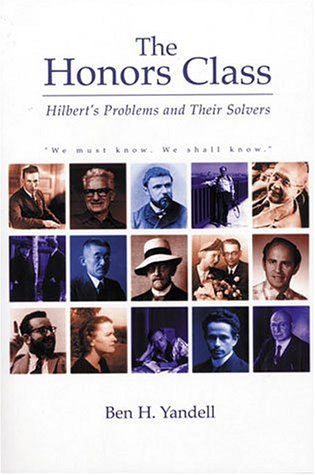 The
Honors Class
Hilbert's Problems and Their Solvers
"We must know. We shall know."
Ben H. Yandell